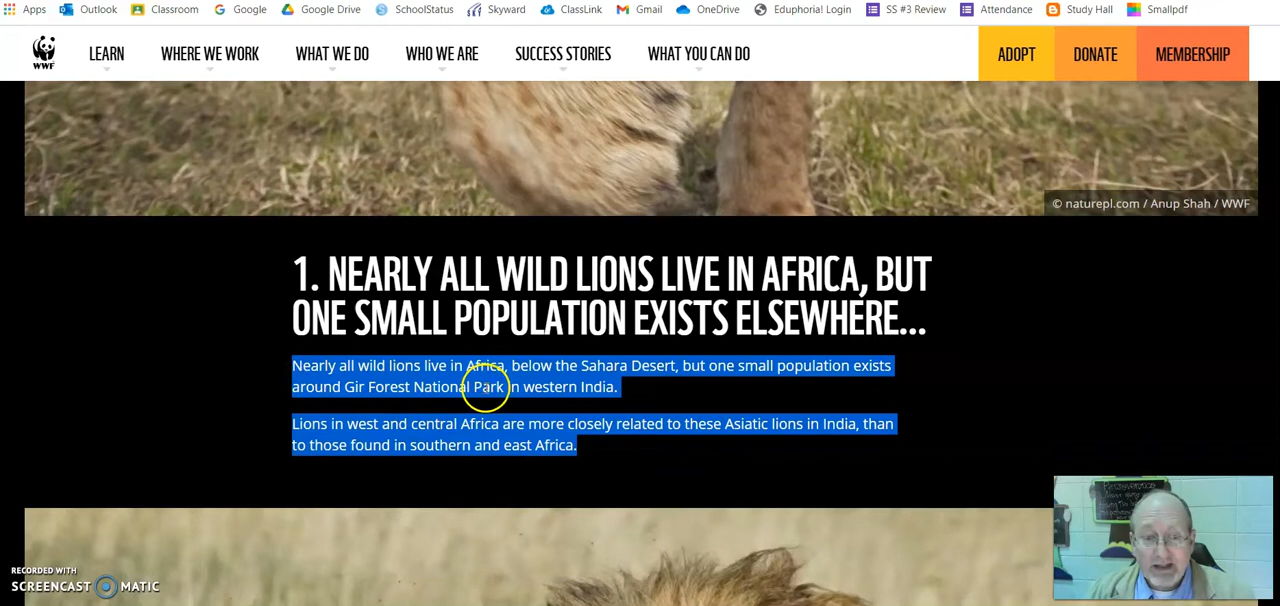 Apps Outlook Classroom Google Google Drive SchoolStatus Skyward ClassLink Gmail OneDrive Eduphoria! Login SS #3 Review Attendance Study Hall Smallpdf
WWF LEARN WHERE WE WORK WHAT WE DO WHO WE ARE SUCCESS STORIES WHAT YOU CAN DO ADOPT DONATE MEMBERSHIP
© naturepl.com / Anup Shah / WWF
1. NEARLY ALL WILD LIONS LIVE IN AFRICA, BUT
ONE SMALL POPULATION EXISTS ELSEWHERE...
Nearly all wild lions live in Africa, below the Sahara Desert, but one small population exists
around Gir Forest National Park in western India.
Lions in west and central Africa are more closely related to these Asiatic lions in India, than
to those found in southern and east Africa.
RECORDED WITH
SCREENCAST MATIC